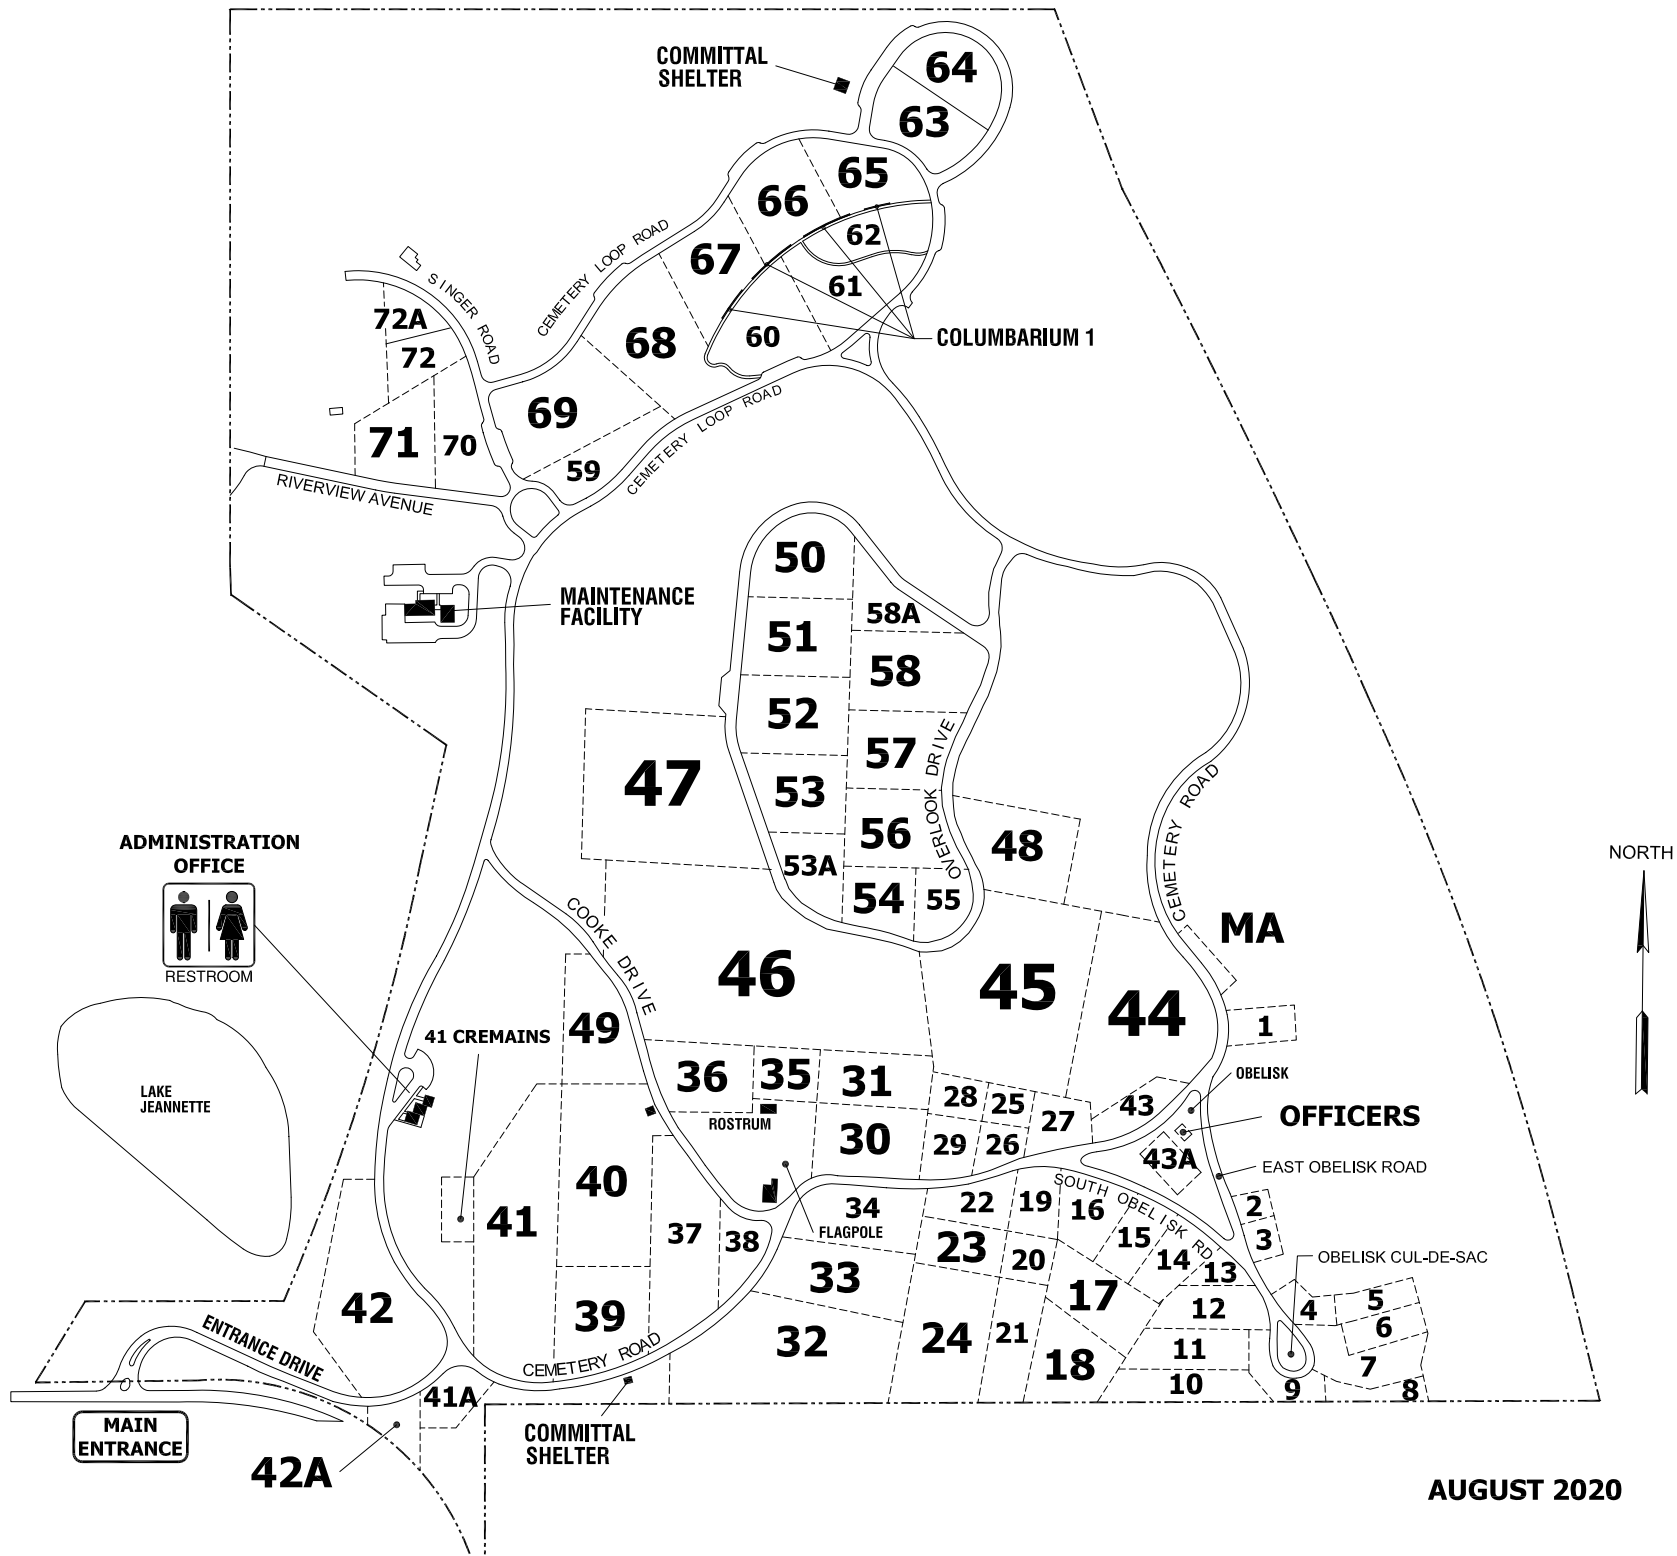 COMMITTAL
SHELTER
64
63
65
66
62
67
61
60
68
COLUMBARIUM 1
CEMETERY LOOP ROAD
SINGER ROAD
72A
72
69
71
70
59
CEMETERY LOOP ROAD
RIVERVIEW AVENUE
MAINTENANCE
FACILITY
50
58A
51
58
52
57
OVERLOOK DRIVE
47
53
56
48
53A
54
55
CEMETERY ROAD
ADMINISTRATION
OFFICE
RESTROOM
NORTH
MA
COOKE DRIVE
46
45
44
49
1
41 CREMAINS
LAKE
JEANNETTE
36
35
31
28
25
27
43
OBELISK
OFFICERS
ROSTRUM
30
29
26
43A
EAST OBELISK ROAD
40
41
37
38
34
FLAGPOLE
22
19
16
SOUTH OBELISK RD
15
14
13
2
3
23
20
OBELISK CUL-DE-SAC
33
17
12
4
5
6
42
39
32
24
21
18
11
10
7
9
8
ENTRANCE DRIVE
CEMETERY ROAD
41A
MAIN
ENTRANCE
COMMITTAL
SHELTER
42A
AUGUST 2020